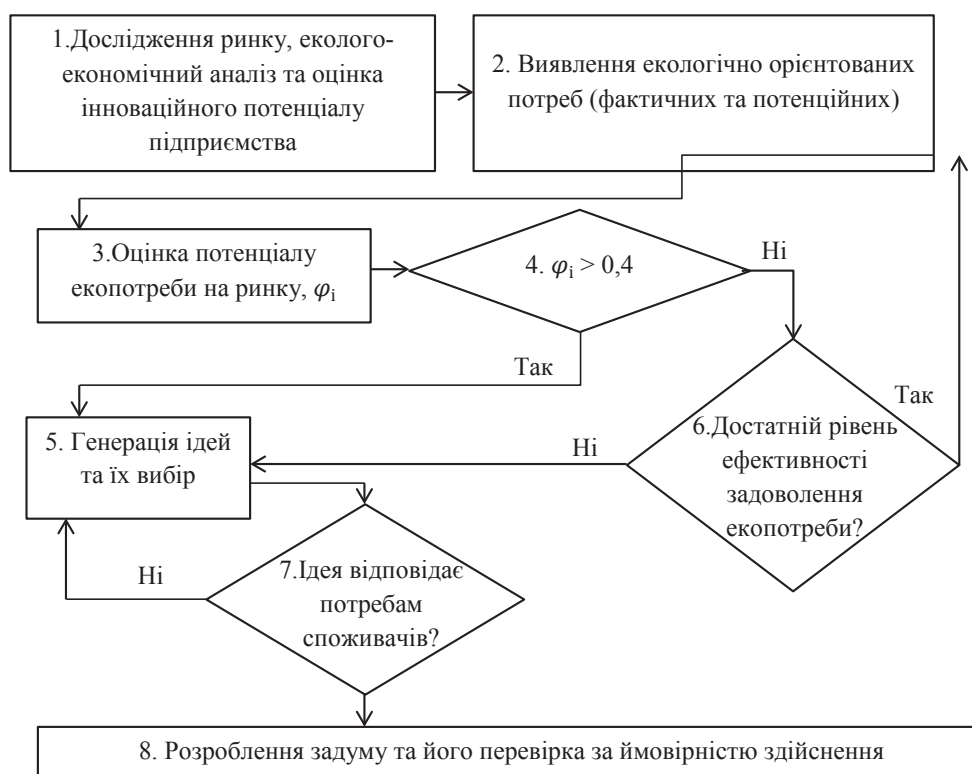 1.Дослідження ринку, еколого-
економічний аналіз та оцінка
інноваційного потенціалу
підприємства
2. Виявлення екологічно орієнтованих
потреб (фактичних та потенційних)
3.Оцінка потенціалу
екопотреби на ринку, φi
4. φi > 0,4
Ні
Так
5. Генерація ідей
та їх вибір
Ні
6.Достатній рівень
ефективності
задоволення
екопотреби?
Так
7.Ідея відповідає
потребам
споживачів?
Ні
8. Розроблення задуму та його перевірка за ймовірністю здійснення